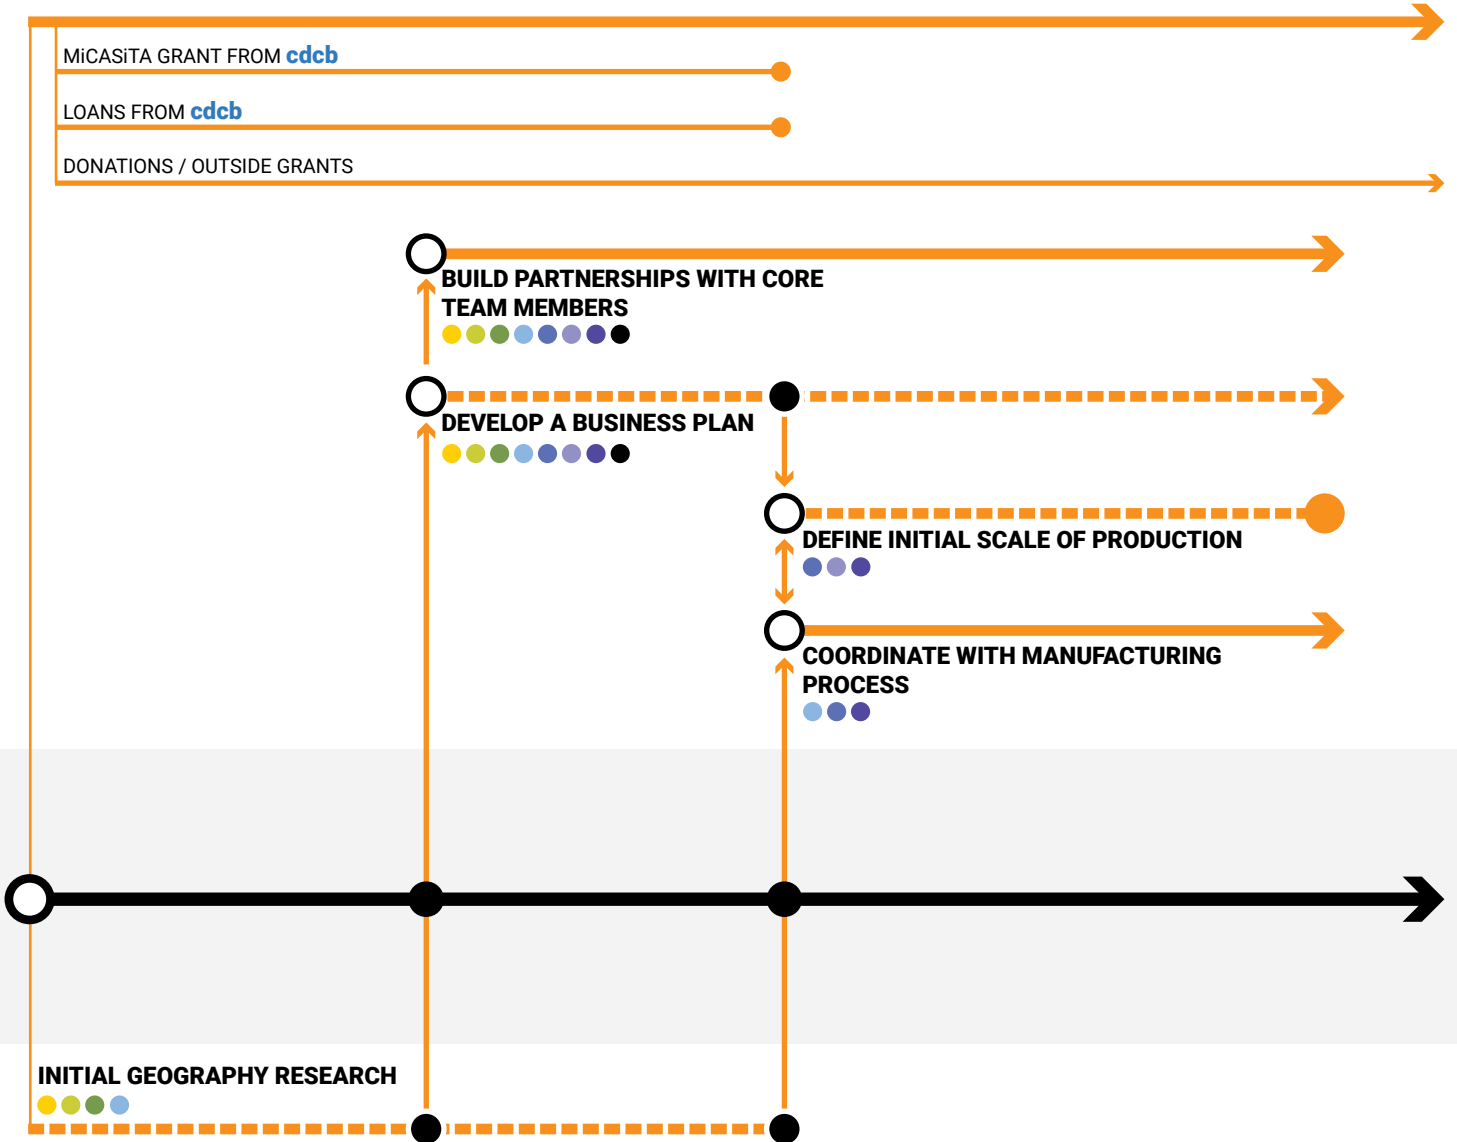 MiCASiTA GRANT FROM cdcb
LOANS FROM cdcb
DONATIONS / OUTSIDE GRANTS
BUILD PARTNERSHIPS WITH CORE
TEAM MEMBERS
DEVELOP A BUSINESS PLAN
DEFINE INITIAL SCALE OF PRODUCTION
COORDINATE WITH MANUFACTURING
PROCESS
INITIAL GEOGRAPHY RESEARCH